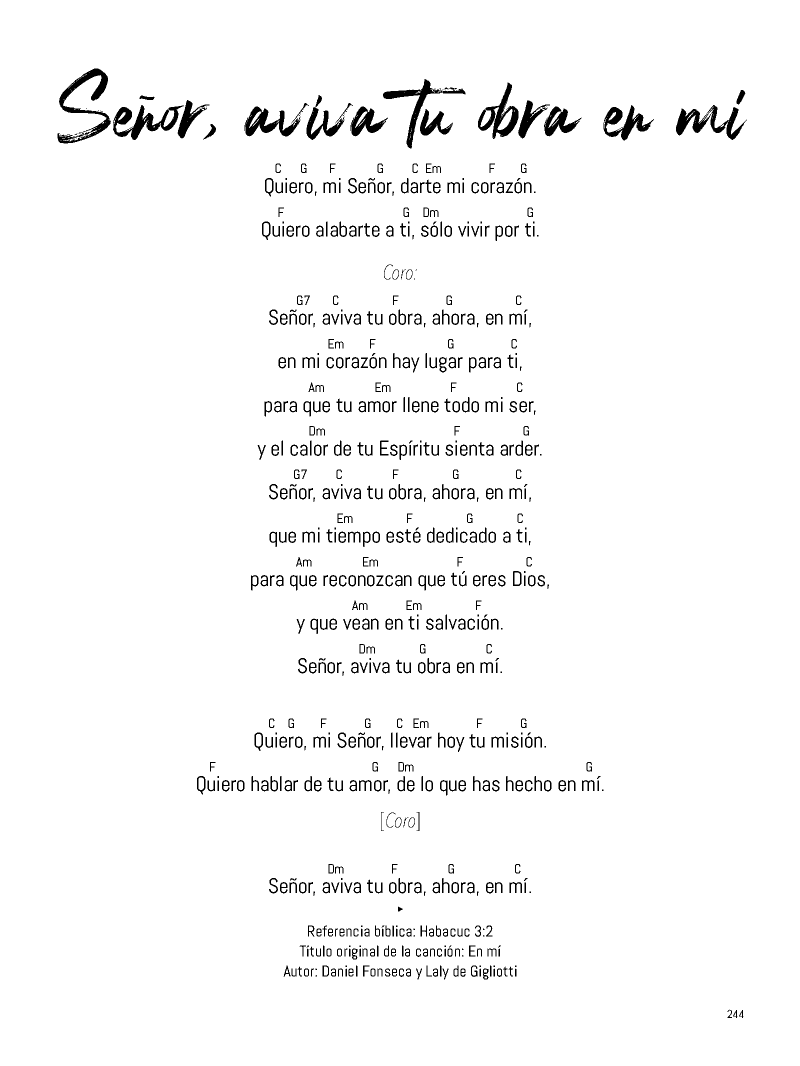 Señor, aviva tu obra en mí
C G F G C Em F G
Quiero, mi Señor, darte mi corazón.
F G Dm G
Quiero alabarte a ti, sólo vivir por ti.
Coro:
G7 C F G C
Señor, aviva tu obra, ahora, en mí,
Em F G C
en mi corazón hay lugar para ti,
Am Em F C
para que tu amor llene todo mi ser,
Dm F G
y el calor de tu Espíritu sienta arder.
G7 C F G C
Señor, aviva tu obra, ahora, en mí,
Em F G C
que mi tiempo esté dedicado a ti,
Am Em F C
para que reconozcan que tú eres Dios,
Am Em F
y que vean en ti salvación.
Dm G C
Señor, aviva tu obra en mí.
C G F G C Em F G
Quiero, mi Señor, llevar hoy tu misión.
F G Dm G
Quiero hablar de tu amor, de lo que has hecho en mí.
[Coro]
Dm F G C
Señor, aviva tu obra, ahora, en mí.
Referencia bíblica: Habacuc 3:2
Título original de la canción: En mí
Autor: Daniel Fonseca y Laly de Gigliotti
244